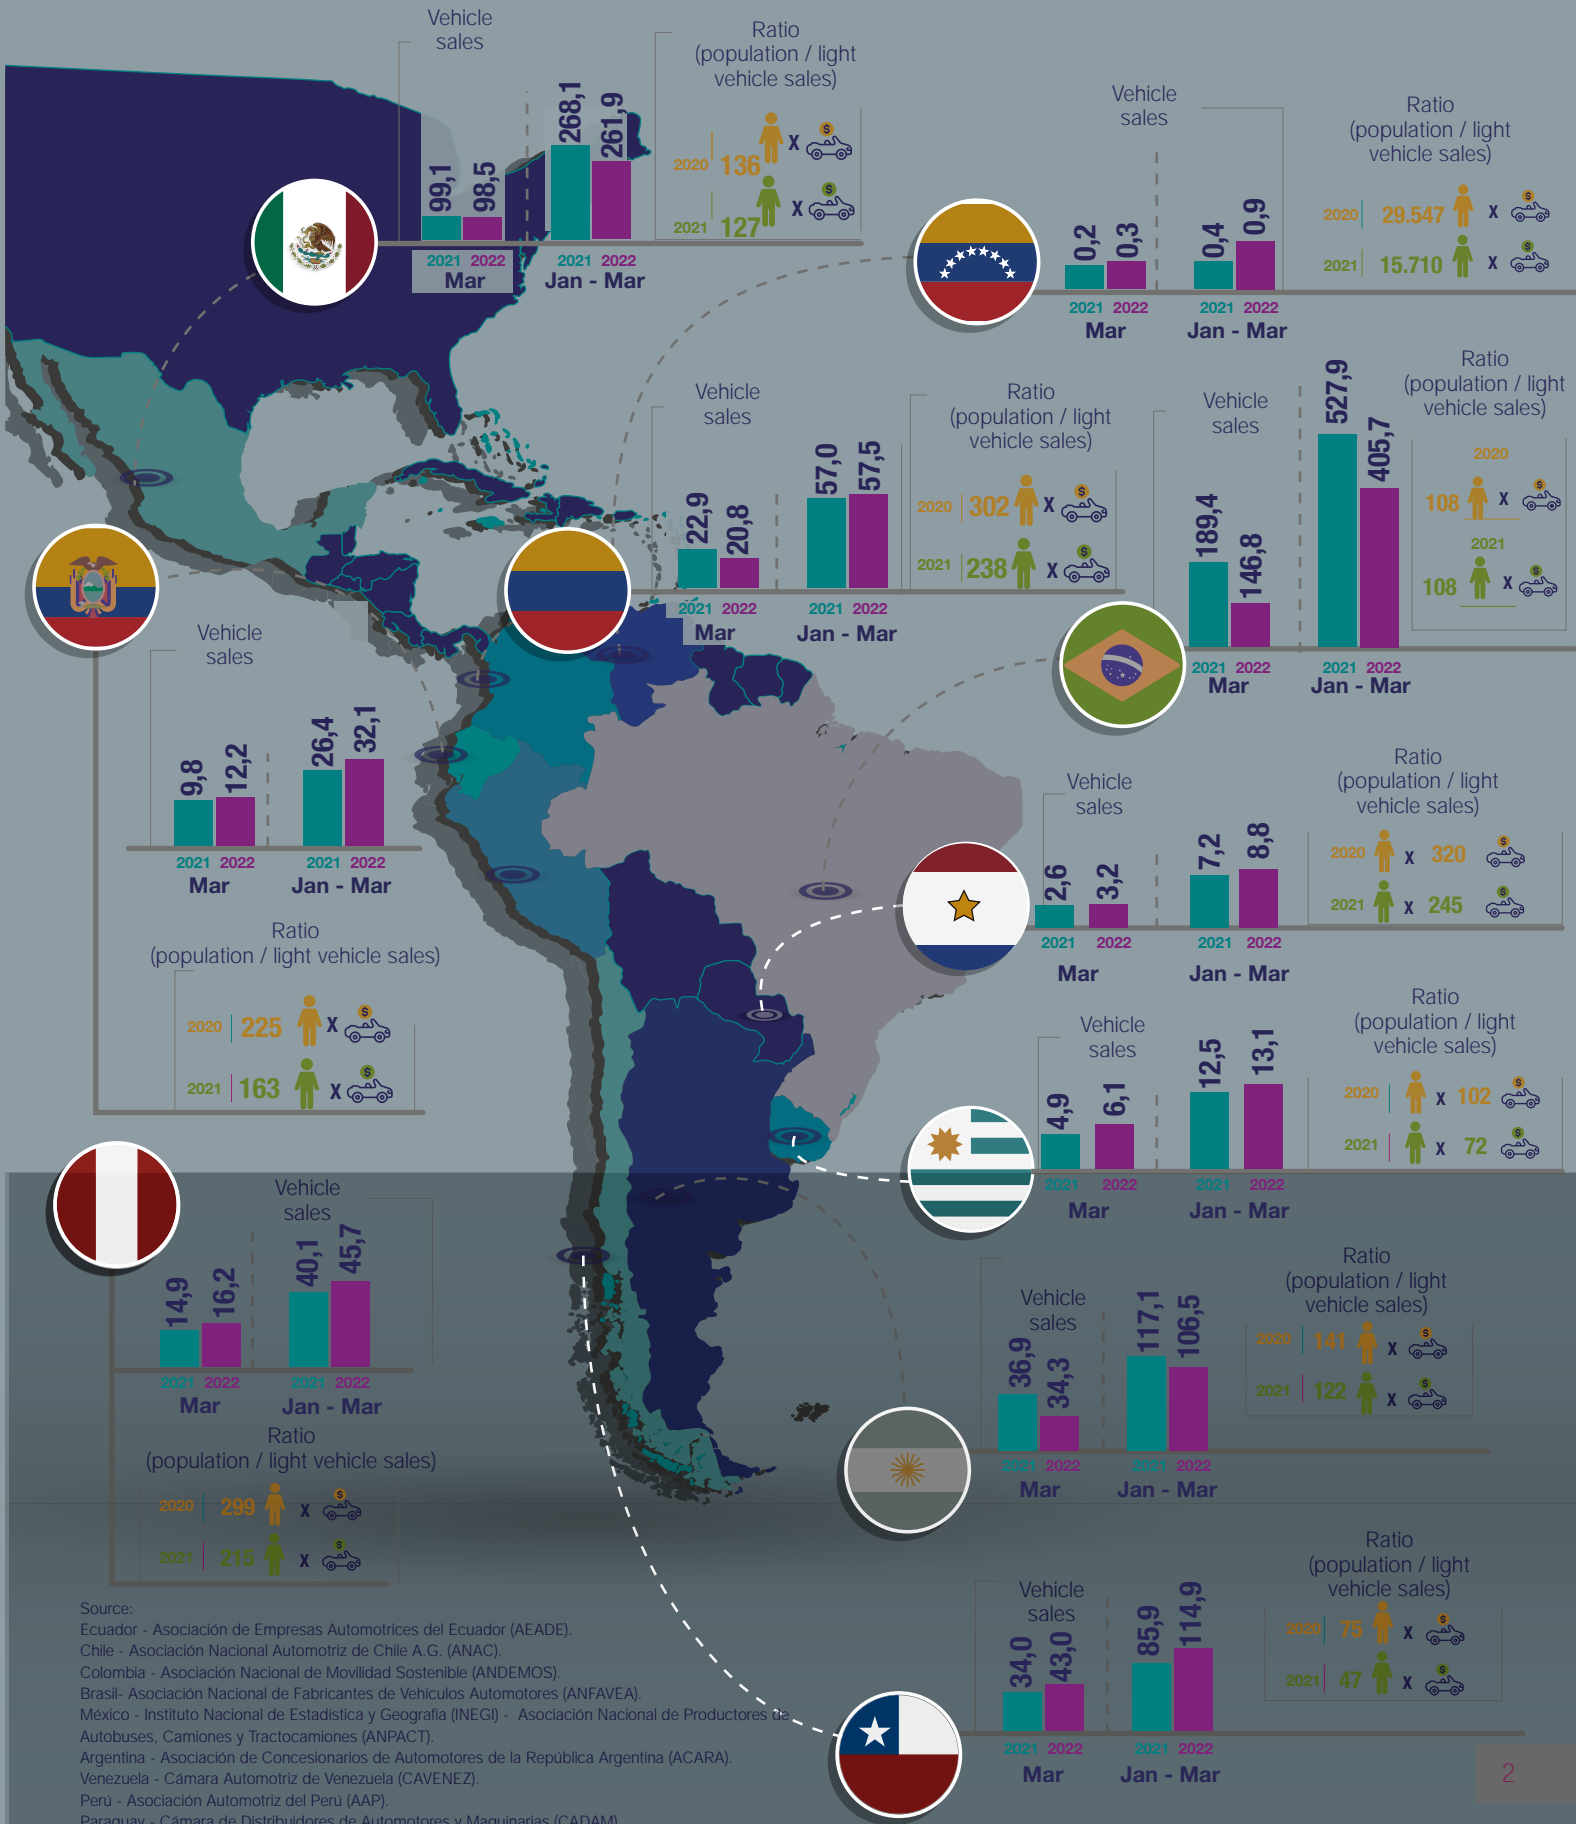 Vehicle
sales
99,1
98,5
268,1
261,9
2021 2022
Mar
2021 2022
Jan - Mar
Ratio
(population / light
vehicle sales)
2020 136 X $
2021 127 X $
Vehicle
sales
0,2
0,3
0,4
0,9
2021 2022
Mar
2021 2022
Jan - Mar
Ratio
(population / light
vehicle sales)
2020 29.547 X $
2021 15.710 X $
Vehicle
sales
22,9
20,8
57,0
57,5
2021 2022
Mar
2021 2022
Jan - Mar
Ratio
(population / light
vehicle sales)
2020 302 X $
2021 238 X $
Vehicle
sales
189,4
146,8
527,9
405,7
2021 2022
Mar
2021 2022
Jan - Mar
Ratio
(population / light
vehicle sales)
2020
108 X $
2021
108 X $
Vehicle
sales
9,8
12,2
26,4
32,1
2021 2022
Mar
2021 2022
Jan - Mar
Ratio
(population / light vehicle sales)
2020 225 X $
2021 163 X $
Vehicle
sales
2,6
3,2
7,2
8,8
2021 2022
Mar
2021 2022
Jan - Mar
Ratio
(population / light
vehicle sales)
2020 X 320 $
2021 X 245 $
Vehicle
sales
4,9
6,1
12,5
13,1
2021 2022
Mar
2021 2022
Jan - Mar
Ratio
(population / light
vehicle sales)
2020 X 102 $
2021 X 72 $
Vehicle
sales
14,9
16,2
40,1
45,7
2021 2022
Mar
2021 2022
Jan - Mar
Ratio
(population / light vehicle sales)
2020 299 X $
2021 215 X $
Vehicle
sales
36,9
34,3
117,1
106,5
2021 2022
Mar
2021 2022
Jan - Mar
Ratio
(population / light
vehicle sales)
2020 141 X $
2021 122 X $
Vehicle
sales
34,0
43,0
85,9
114,9
2021 2022
Mar
2021 2022
Jan - Mar
Ratio
(population / light
vehicle sales)
2020 75 X $
2021 47 X $
Source:
Ecuador - Asociación de Empresas Automotrices del Ecuador (AEADE).
Chile - Asociación Nacional Automotriz de Chile A.G. (ANAC).
Colombia - Asociación Nacional de Movilidad Sostenible (ANDEMOS).
Brasil- Asociación Nacional de Fabricantes de Vehículos Automotores (ANFAVEA).
México - Instituto Nacional de Estadística y Geografía (INEGI) - Asociación Nacional de Productores de
Autobuses, Camiones y Tractocamiones (ANPACT).
Argentina - Asociación de Concesionarios de Automotores de la República Argentina (ACARA).
Venezuela - Cámara Automotriz de Venezuela (CAVENEZ).
Perú - Asociación Automotriz del Perú (AAP).
Paraguay - Cámara de Distribuidores de Automotores y Maquinarias (CADAM)
2